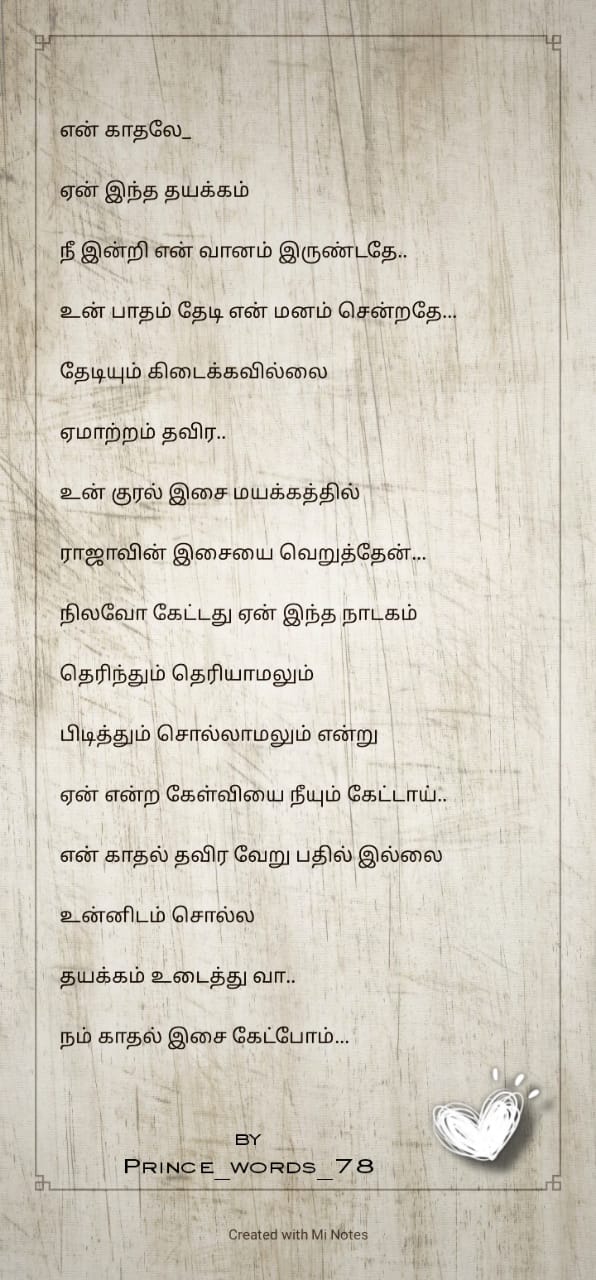 என் காதலே_
ஏன் இந்த தயக்கம்
நீ இன்றி என் வானம் இருண்டதே..
உன் பாதம் தேடி என் மனம் சென்றதே...
தேடியும் கிடைக்கவில்லை
ஏமாற்றம் தவிர..
உன் குரல் இசை மயக்கத்தில்
ராஜாவின் இசையை வெறுத்தேன்...
நிலவோ கேட்டது ஏன் இந்த நாடகம்
தெரிந்தும் தெரியாமலும்
பிடித்தும் சொல்லாமலும் என்று
ஏன் என்ற கேள்வியை நீயும் கேட்டாய்..
என் காதல் தவிர வேறு பதில் இல்லை
உன்னிடம் சொல்ல
தயக்கம் உடைத்து வா..
நம் காதல் இசை கேட்போம்...
BY
PRINCE_WORDS_78
Created with Mi Notes